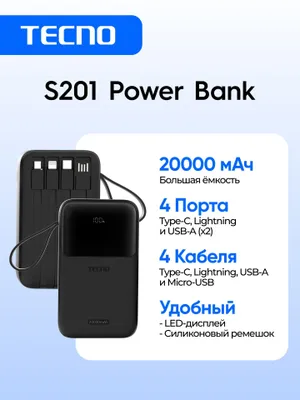 TECNO
S201 Power Bank
20000 мАч
Большая ёмкость
4 Порта
Type-C, Lightning
и USB-A (x2)
4 Кабеля
Type-C, Lightning, USB-A
и Micro-USB
Удобный
- LED-дисплей
- Силиконовый ремешок
100%
TECNO